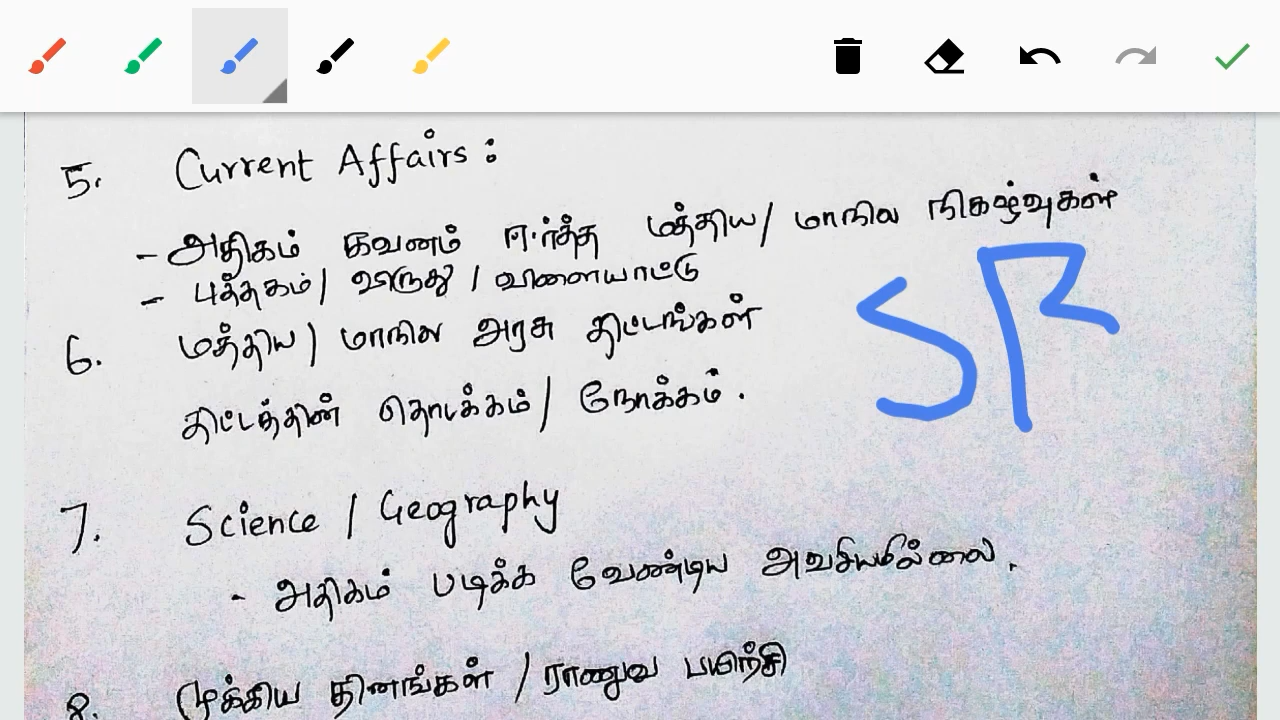 5. Current Affairs :
- அதிகம் கவனம் ஈர்த்த மத்திய / மாநில நிகழ்வுகள்
- புத்தகம் / விருது / விளையாட்டு
6. மத்திய / மாநில அரசு திட்டங்கள்
திட்டத்தின் தொடக்கம் / நோக்கம்.
SR
7. Science / Geography
- அதிகம் படிக்க வேண்டிய அவசியமில்லை.
8. முக்கிய தினங்கள் / ராணுவ பயிற்சி